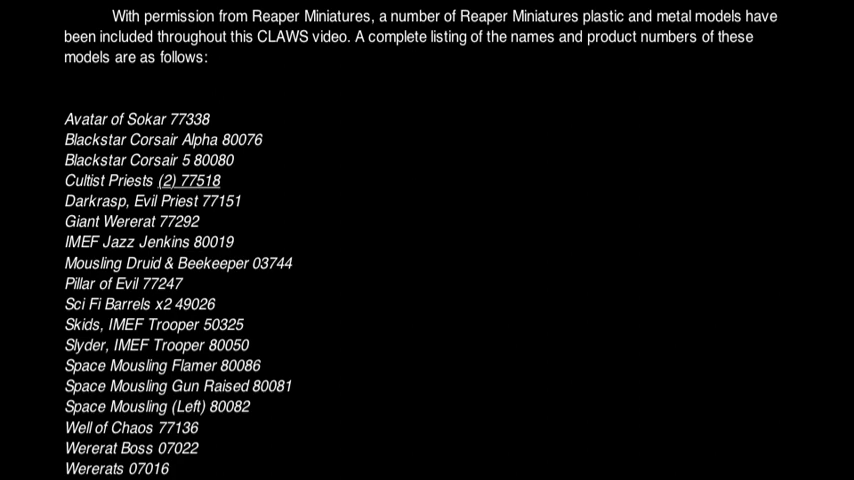 With permission from Reaper Miniatures, a number of Reaper Miniatures plastic and metal models have
been included throughout this CLAWS video. A complete listing of the names and product numbers of these
models are as follows:
Avatar of Sokar 77338
Blackstar Corsair Alpha 80076
Blackstar Corsair 5 80080
Cultist Priests (2) 77518
Darkrasp, Evil Priest 77151
Giant Wererat 77292
IMEF Jazz Jenkins 80019
Mousling Druid & Beekeeper 03744
Pillar of Evil 77247
Sci Fi Barrels x2 49026
Skids, IMEF Trooper 50325
Slyder, IMEF Trooper 80050
Space Mousling Flamer 80086
Space Mousling Gun Raised 80081
Space Mousling (Left) 80082
Well of Chaos 77136
Wererat Boss 07022
Wererats 07016